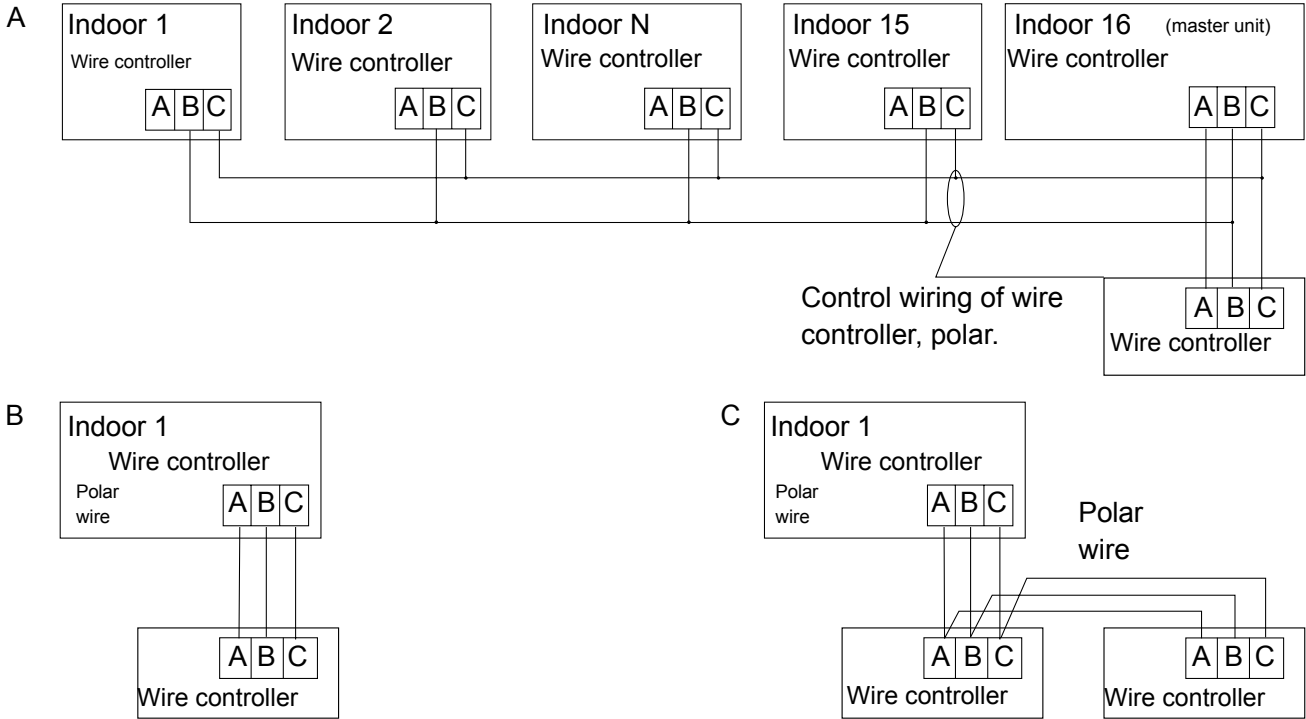 A
Indoor 1
Wire controller
A B C
Indoor 2
Wire controller
A B C
Indoor N
Wire controller
A B C
Indoor 15
Wire controller
A B C
Indoor 16 (master unit)
Wire controller
A B C
Control wiring of wire
controller, polar.
A B C
Wire controller
B
Indoor 1
Wire controller
Polar
wire
A B C
A B C
Wire controller
C
Indoor 1
Wire controller
Polar
wire
A B C
Polar
wire
A B C
Wire controller
A B C
Wire controller